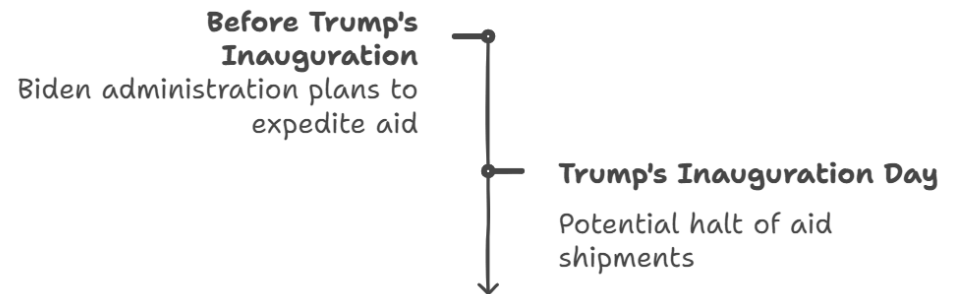 Before Trump's
Inauguration
Biden administration plans to
expedite aid
Trump's Inauguration Day
Potential halt of aid
shipments